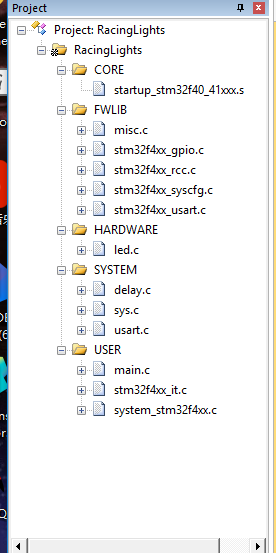 Project
Project: RacingLights
RacingLights
CORE
startup_stm32f40_41xxx.s
FWLIB
misc.c
stm32f4xx_gpio.c
stm32f4xx_rcc.c
stm32f4xx_syscfg.c
stm32f4xx_usart.c
HARDWARE
led.c
SYSTEM
delay.c
sys.c
usart.c
USER
main.c
stm32f4xx_it.c
system_stm32f4xx.c